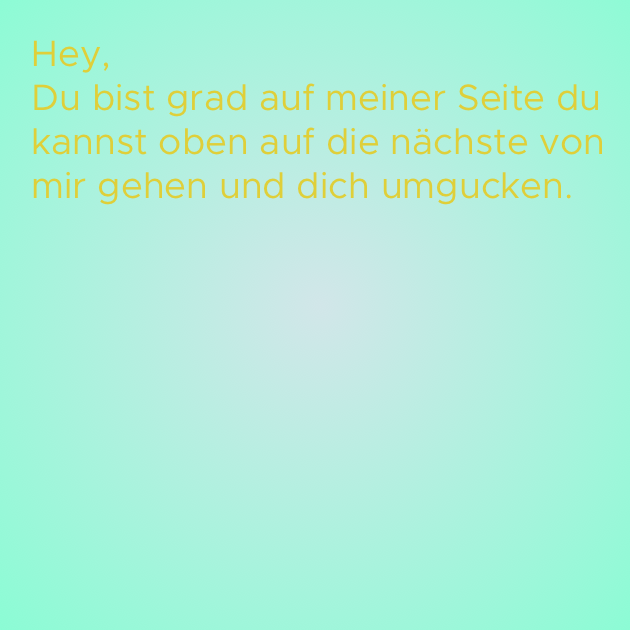 Hey,
Du bist grad auf meiner Seite du
kannst oben auf die nächste von
mir gehen und dich umgucken.